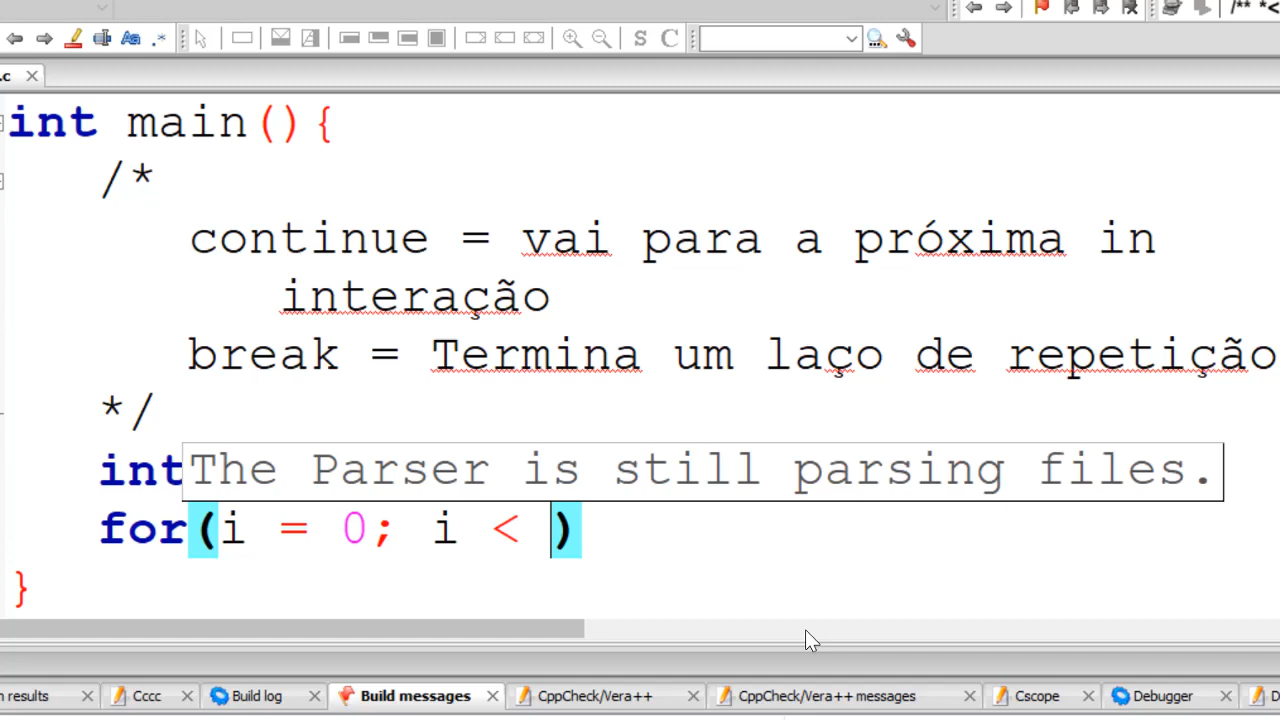 /** *<
Aa .*
S C
.c
int main(){
/*
continue = vai para a próxima in
interação
break = Termina um laço de repetição
*/
int
The Parser is still parsing files.
for(i = 0; i < )
}
n results Cccc Build log Build messages CppCheck/Vera++ CppCheck/Vera++ messages Cscope Debugger D